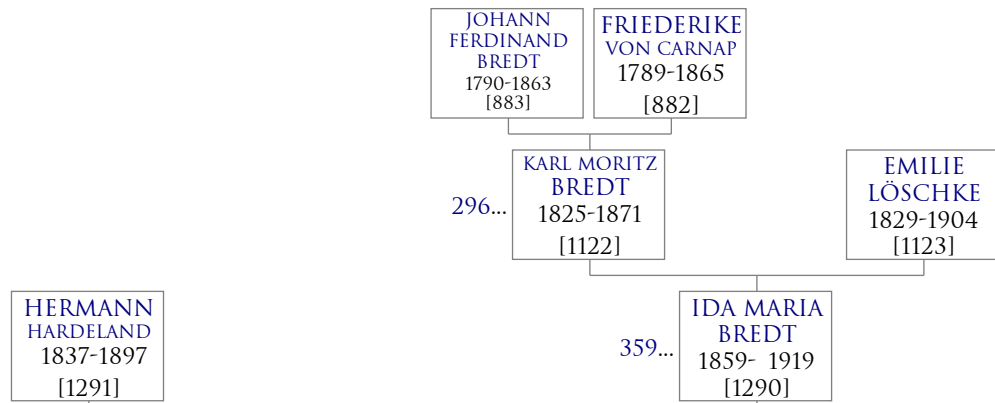 JOHANN
FERDINAND
BREDT
1790-1863
[883]
FRIEDERIKE
VON CARNAP
1789-1865
[882]
296...
KARL MORITZ
BREDT
1825-1871
[1122]
EMILIE
LÖSCHKE
1829-1904
[1123]
HERMANN
HARDELAND
1837-1897
[1291]
359...
IDA MARIA
BREDT
1859- 1919
[1290]